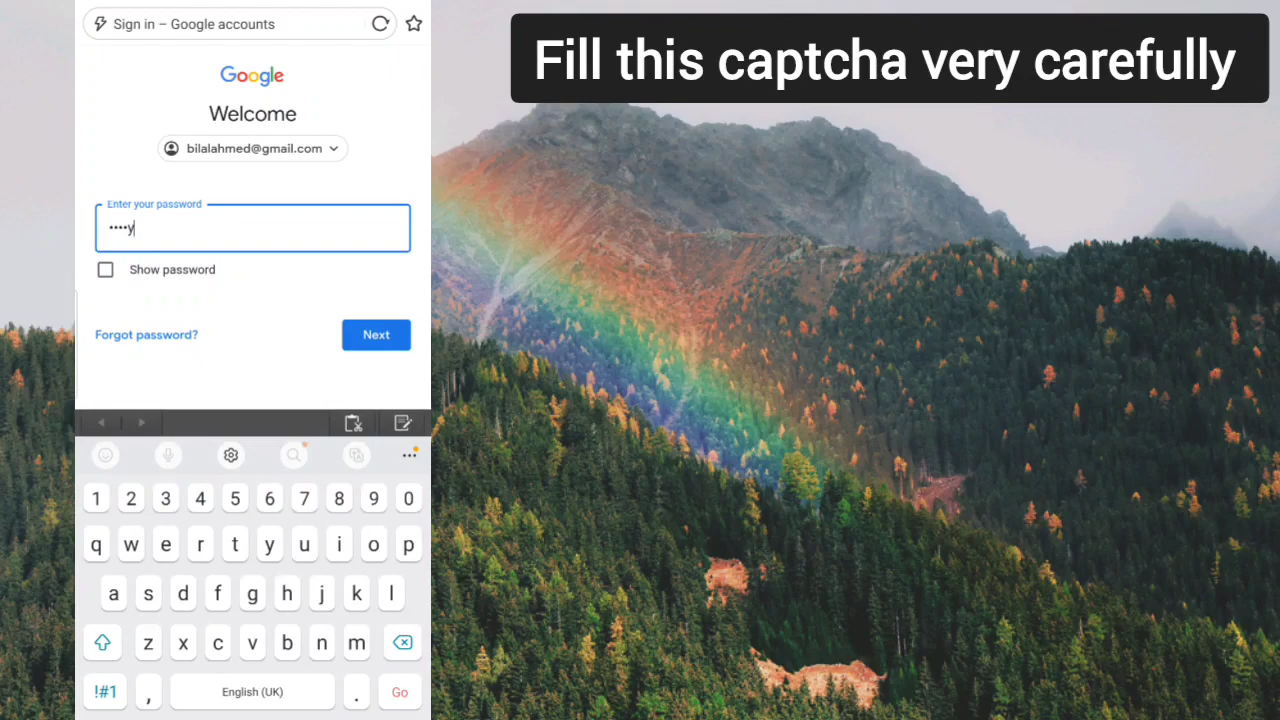 Sign in – Google accounts
Fill this captcha very carefully
Google
Welcome
bilalahmed@gmail.com
Enter your password
••••y
Show password
Forgot password?
Next
1 2 3 4 5 6 7 8 9 0
q w e r t y u i o p
a s d f g h j k l
z x c v b n m
!#1 , English (UK) . Go